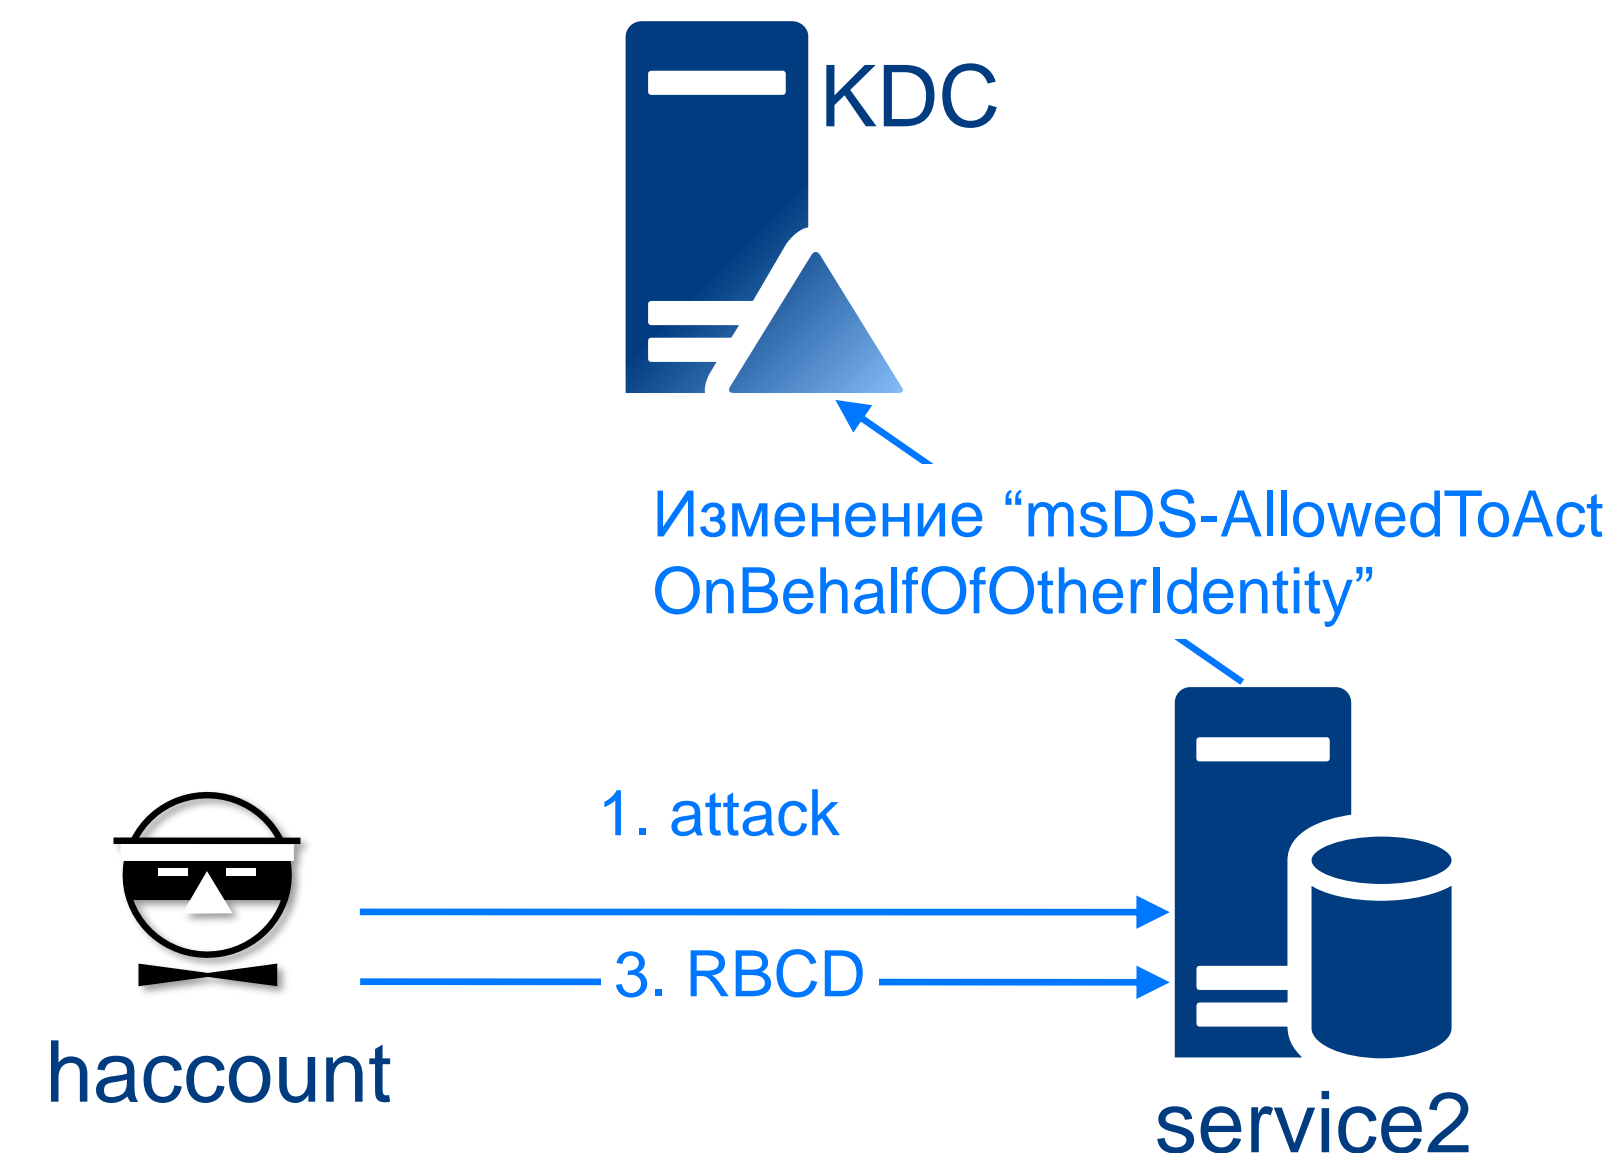 KDC
Изменение “msDS-AllowedToAct
OnBehalfOfOtherIdentity”
1. attack
3. RBCD
haccount
service2